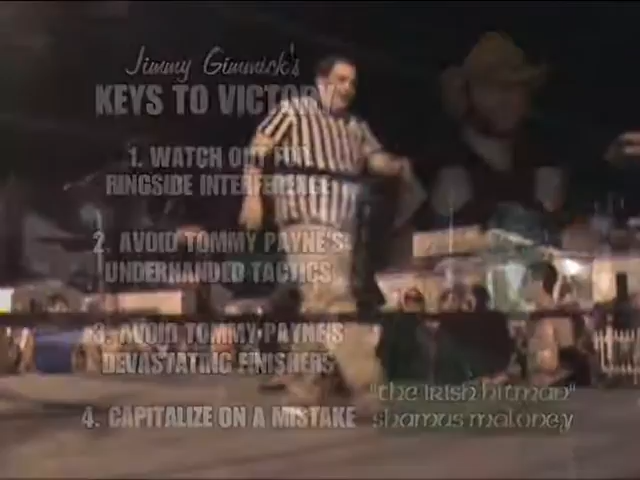 Jimmy Gimmick's
KEYS TO VICTORY
1. WATCH OUT FOR
RINGSIDE INTERFERENCE
2. AVOID TOMMY PAYNE'S
UNDERHANDED TACTICS
3. AVOID TOMMY PAYNE'S
DEVASTATING FINISHERS
4. CAPITALIZE ON A MISTAKE
"the irish hitman"
shamus maloney